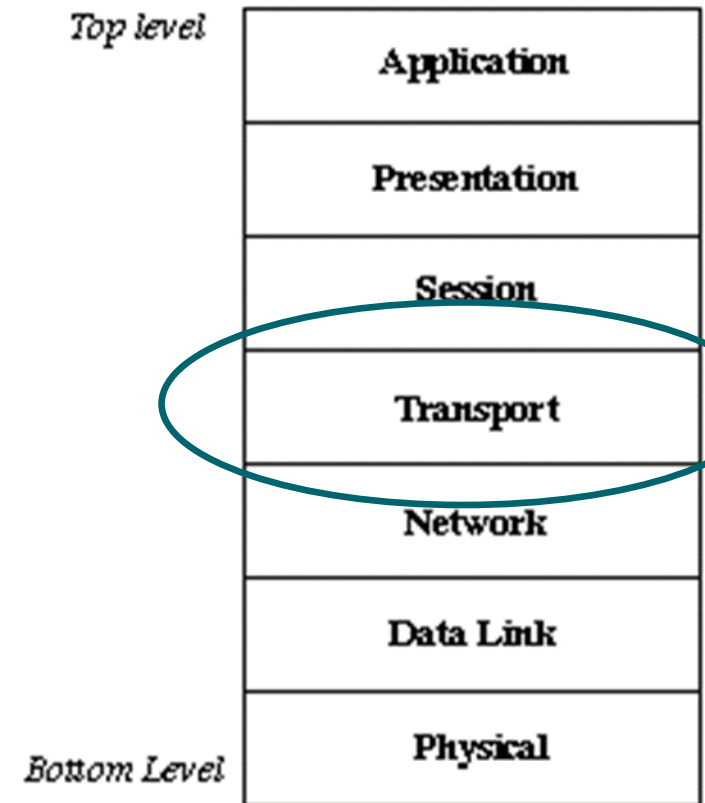 Top level
Application
Presentation
Session
Transport
Network
Data Link
Physical
Bottom Level